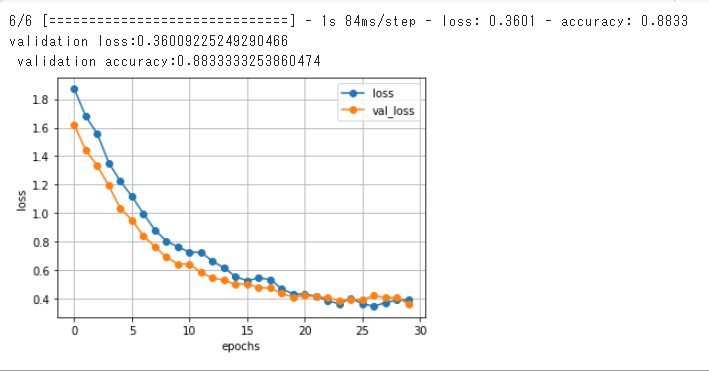 6/6 [==============================] - 1s 84ms/step - loss: 0.3601 - accuracy: 0.8833
validation loss:0.36009225249290466
validation accuracy:0.8833333253860474
loss
val_loss
1.8
1.6
1.4
1.2
1.0
0.8
0.6
0.4
loss
0 5 10 15 20 25 30
epochs